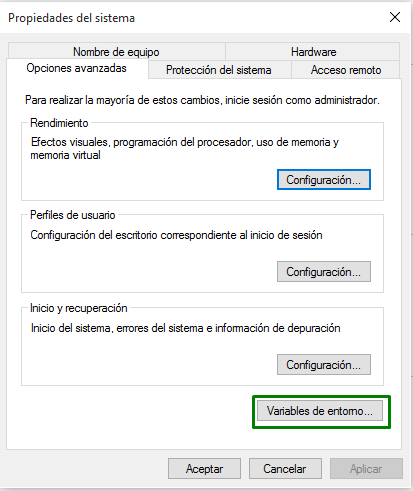 Propiedades del sistema
Nombre de equipo
Hardware
Opciones avanzadas
Protección del sistema
Acceso remoto
Para realizar la mayoría de estos cambios, inicie sesión como administrador.
Rendimiento
Efectos visuales, programación del procesador, uso de memoria y
memoria virtual
Configuración...
Perfiles de usuario
Configuración del escritorio correspondiente al inicio de sesión
Configuración...
Inicio y recuperación
Inicio del sistema, errores del sistema e información de depuración
Configuración...
Variables de entorno...
Aceptar
Cancelar
Aplicar